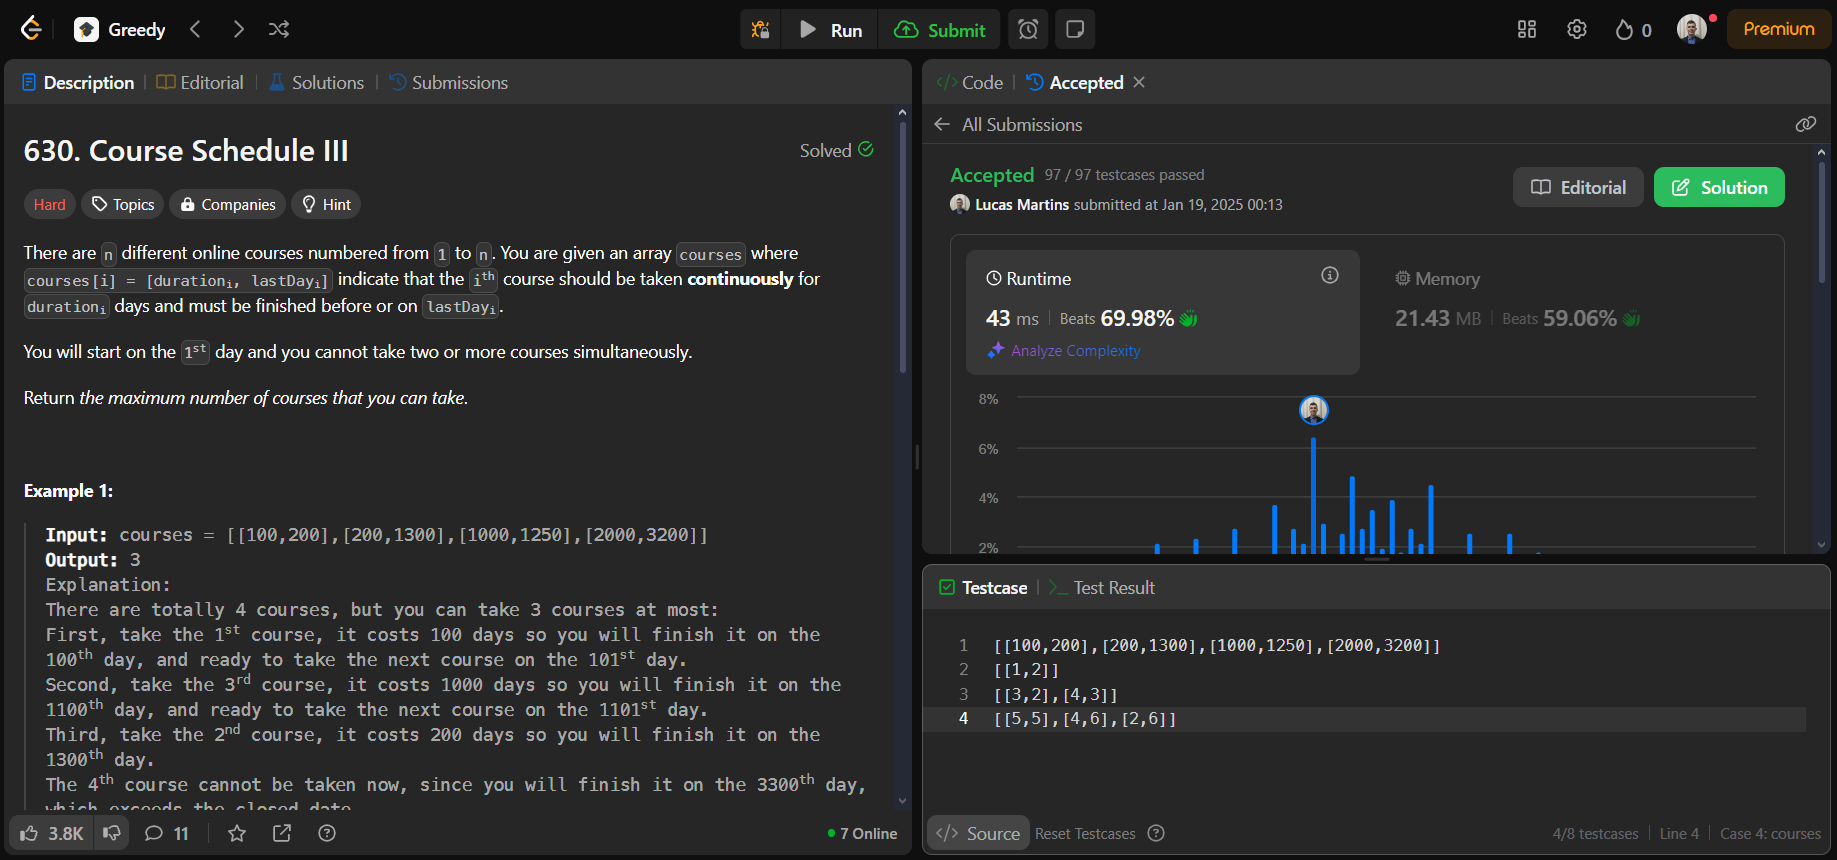 Greedy
Run
Submit
0
Premium
Description
Editorial
Solutions
Submissions
630. Course Schedule III
Solved
Hard
Topics
Companies
Hint
There are n different online courses numbered from 1 to n. You are given an array courses where
courses[i] = [durationᵢ, lastDayᵢ] indicate that the iᵗʰ course should be taken continuously for
durationᵢ days and must be finished before or on lastDayᵢ.
You will start on the 1ˢᵗ day and you cannot take two or more courses simultaneously.
Return the maximum number of courses that you can take.
Example 1:
Input: courses = [[100,200],[200,1300],[1000,1250],[2000,3200]]
Output: 3
Explanation:
There are totally 4 courses, but you can take 3 courses at most:
First, take the 1ˢᵗ course, it costs 100 days so you will finish it on the
100ᵗʰ day, and ready to take the next course on the 101ˢᵗ day.
Second, take the 3ʳᵈ course, it costs 1000 days so you will finish it on the
1100ᵗʰ day, and ready to take the next course on the 1101ˢᵗ day.
Third, take the 2ⁿᵈ course, it costs 200 days so you will finish it on the
1300ᵗʰ day.
The 4ᵗʰ course cannot be taken now, since you will finish it on the 3300ᵗʰ day,
which exceeds the closed date
3.8K
11
7 Online
Code
Accepted
All Submissions
Accepted 97 / 97 testcases passed
Lucas Martins submitted at Jan 19, 2025 00:13
Editorial
Solution
Runtime
43 ms | Beats 69.98%
Analyze Complexity
Memory
21.43 MB | Beats 59.06%
8%
6%
4%
2%
Testcase
Test Result
1 [[100,200],[200,1300],[1000,1250],[2000,3200]]
2 [[1,2]]
3 [[3,2],[4,3]]
4 [[5,5],[4,6],[2,6]]
Source
Reset Testcases
4/8 testcases
Line 4
Case 4: courses